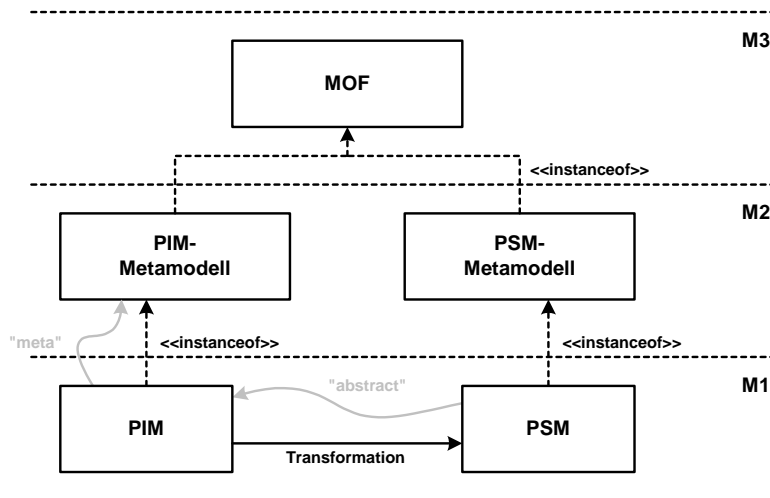 M3
MOF
<<instanceof>>
M2
PIM-
Metamodell
PSM-
Metamodell
"meta"
<<instanceof>>
<<instanceof>>
"abstract"
M1
PIM
PSM
Transformation